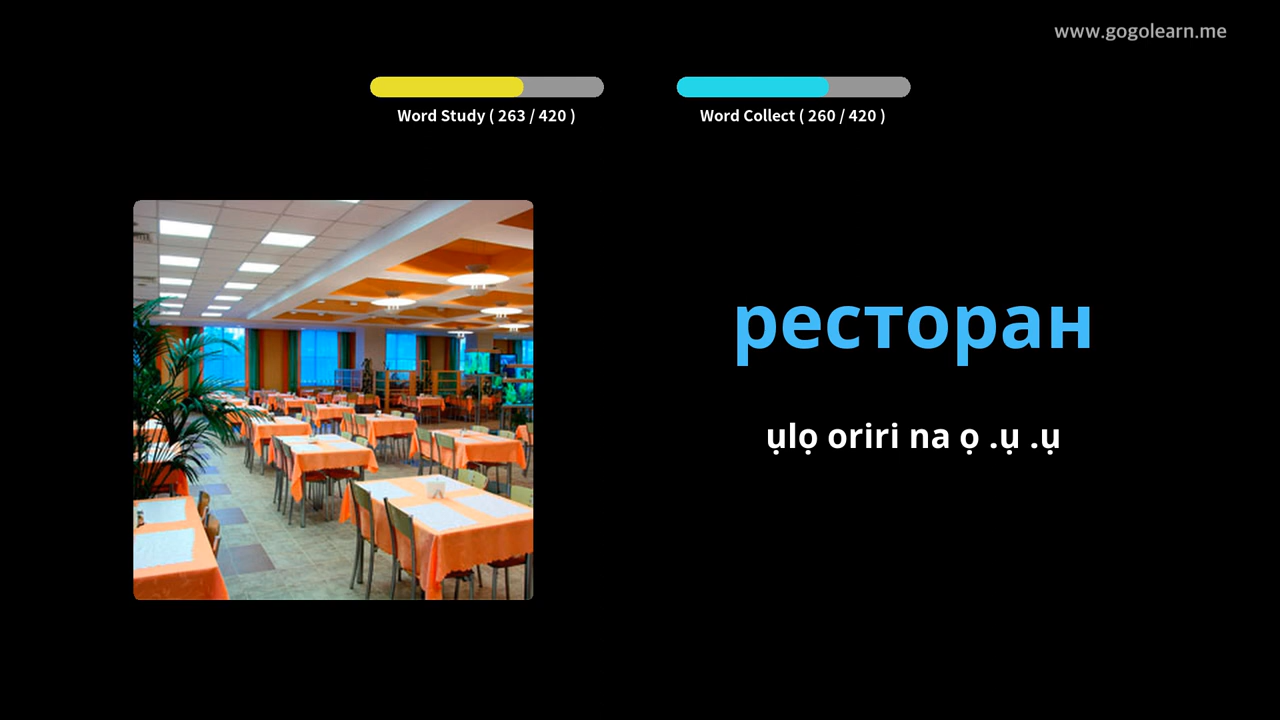 www.gogolearn.me
Word Study ( 263 / 420 )
Word Collect ( 260 / 420 )
ресторан
ụlọ oriri na ọ .ụ .ụ